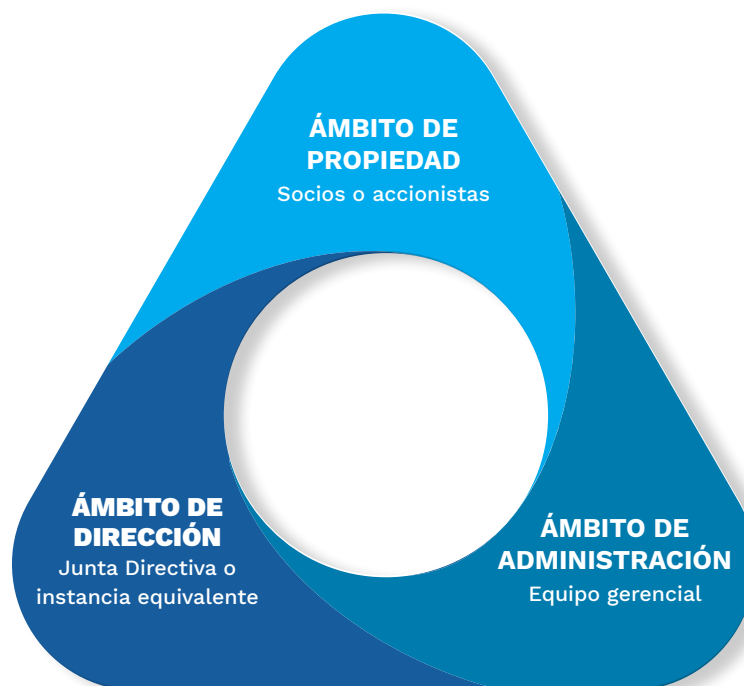 ÁMBITO DE
PROPIEDAD
Socios o accionistas
ÁMBITO DE
DIRECCIÓN
Junta Directiva o
instancia equivalente
ÁMBITO DE
ADMINISTRACIÓN
Equipo gerencial